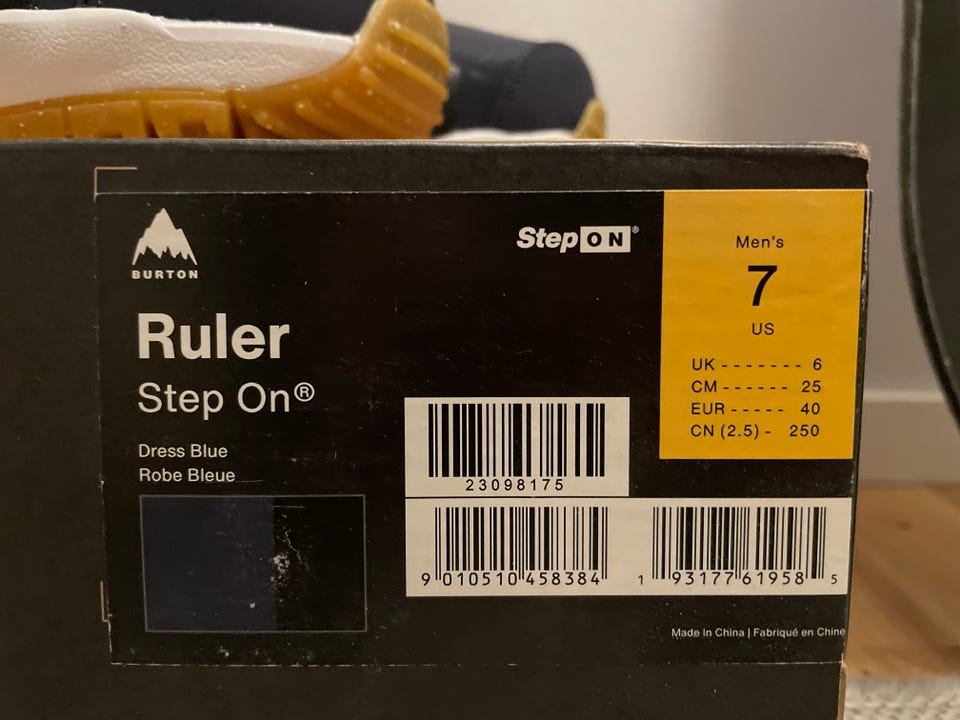 BURTON
Step ON®
Ruler
Step On®
Dress Blue
Robe Bleue
Men's
7
US
UK - - - - - - - 6
CM - - - - - - 25
EUR - - - - - 40
CN (2.5) - 250
23098175
9 010510 458384
1 93177 61958 5
Made In China | Fabriqué en Chine